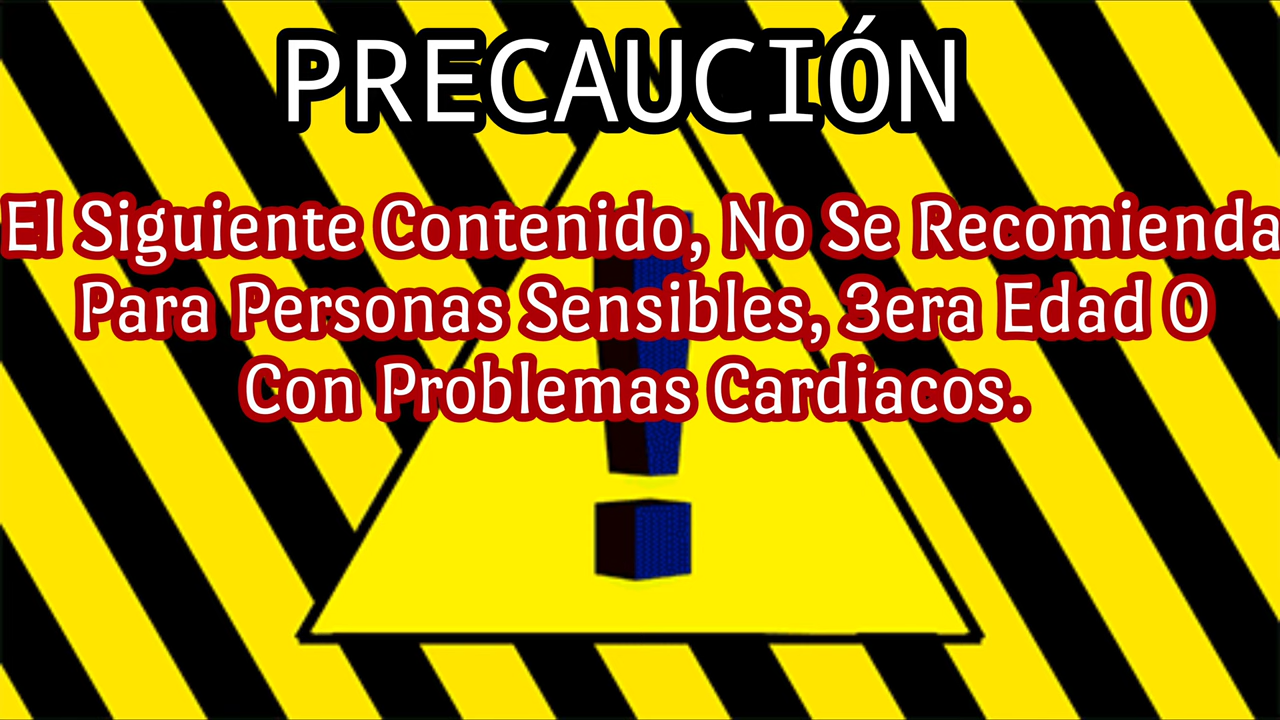 PRECAUCIÓN
El Siguiente Contenido, No Se Recomienda
Para Personas Sensibles, 3era Edad O
Con Problemas Cardiacos.